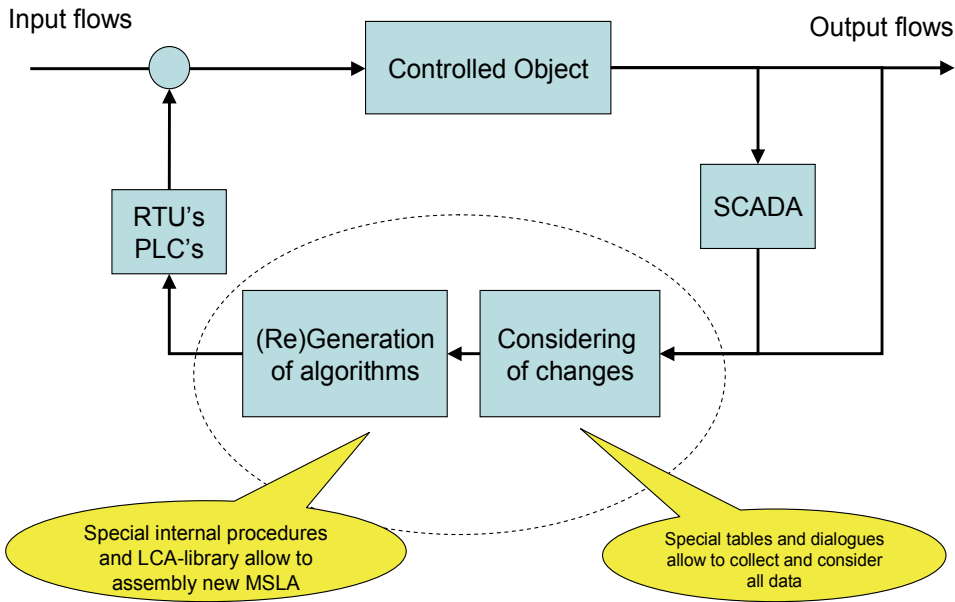 Input flows
Output flows
Controlled Object
RTU's
PLC's
SCADA
(Re)Generation
of algorithms
Considering
of changes
Special internal procedures
and LCA-library allow to
assembly new MSLA
Special tables and dialogues
allow to collect and consider
all data